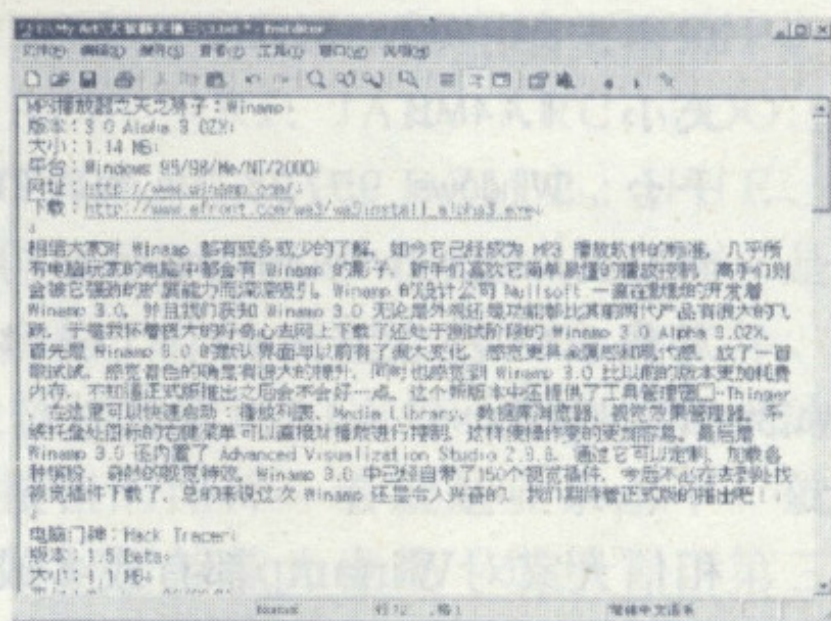 MP3播放器之天之骄子：Winamp
版本：3.0 Alpha 8.0ZX
大小：1.14 MB
平台：Windows 95/98/Me/NT/2000
网址：http://www.winamp.com/
下载：
相信大家对 Winamp 都有或多或少的了解，如今它已经成为 MP3 播放软件的标准，几乎所
有电脑玩家的电脑中都会有 Winamp 的影子，新手们喜欢它简单易懂的播放控制，高手们则
会被它强劲的扩展能力而深深吸引。Winamp 的设计公司 Nullsoft 一直在默默的开发着
Winamp 3.0，并且我们获知 Winamp 3.0 无论是外观还是功能都比其前两代产品有很大的飞
跃，于是我怀着极大的好奇心去网上下载了还处于测试阶段的 Winamp 3.0 Alpha 8.0ZX。
首先是 Winamp 3.0 的默认界面与以前有了很大变化，感觉更具金属感和现代感，放了一首
歌试试，感觉音色的确是有很大的提升，同时也感觉到 Winamp 3.0 比以前的版本更加耗费
内存，不知道正式版推出之后会不会好一点。这个新版本中还提供了工具管理器□-Thinger
，在这里可以快速启动：播放列表、Media Library、数据库浏览器、视觉效果管理器，系
统托盘处图标的右键菜单可以直接对播放进行控制，这样使操作变的更加容易。最后是
Winamp 3.0 还内置了 Advanced Visualization Studio 2.9.8，通过它可以定制、加载各
种缤纷、奇妙的视觉特效。Winamp 3.0 中已经自带了150个视觉插件，今后不必在去到处找
视觉插件下载了，总的来说这次 Winamp 还是令人兴奋的，我们期待着正式版的推出吧！
电脑门神：Hack Tracer
版本：1.5 Beta
大小：1.1 MB